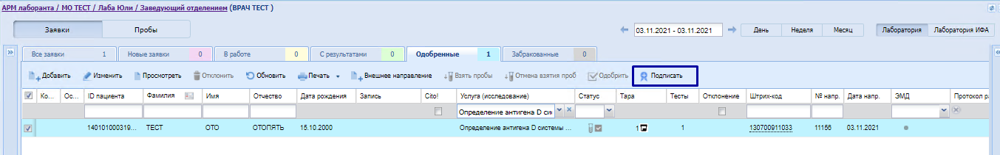 АРМ лаборанта / МО ТЕСТ / Лаба Юли / Заведующий отделением (ВРАЧ ТЕСТ )
Заявки Пробы 03.11.2021 - 03.11.2021 День Неделя Месяц Лаборатория Лаборатория ИФА
Все заявки 1 Новые заявки 0 В работе 0 С результатами 0 Одобренные 1 Забракованные 0
Добавить Изменить Просмотреть Отклонить Обновить Печать Внешнее направление Взять пробы Отмена взятия проб Одобрить Подписать
Ко... Ос... ID пациента Фамилия Имя Отчество Дата рождения Запись Cito! Услуга (исследование) Статус Тара Тесты Отклонение Штрих-код № напр. Дата напр. ЭМД Протокол ра
Определение антигена D сис
140101000319... ТЕСТ ОТО ОТОПЯТЬ 15.10.2000 Определение антигена D системы ... 1 1 130700911033 11156 03.11.2021